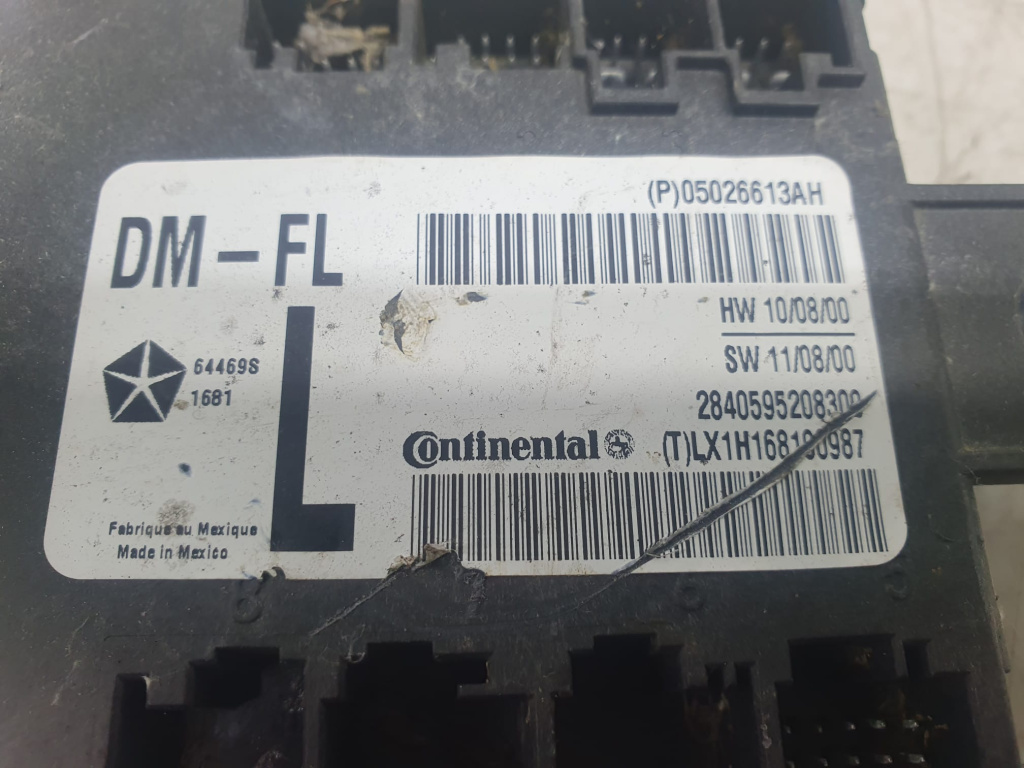 (P)05026613AH
DM-FL
L
HW 10/08/00
SW 11/08/00
64469S
1681
Continental
Fabrique au Mexique
Made in Mexico